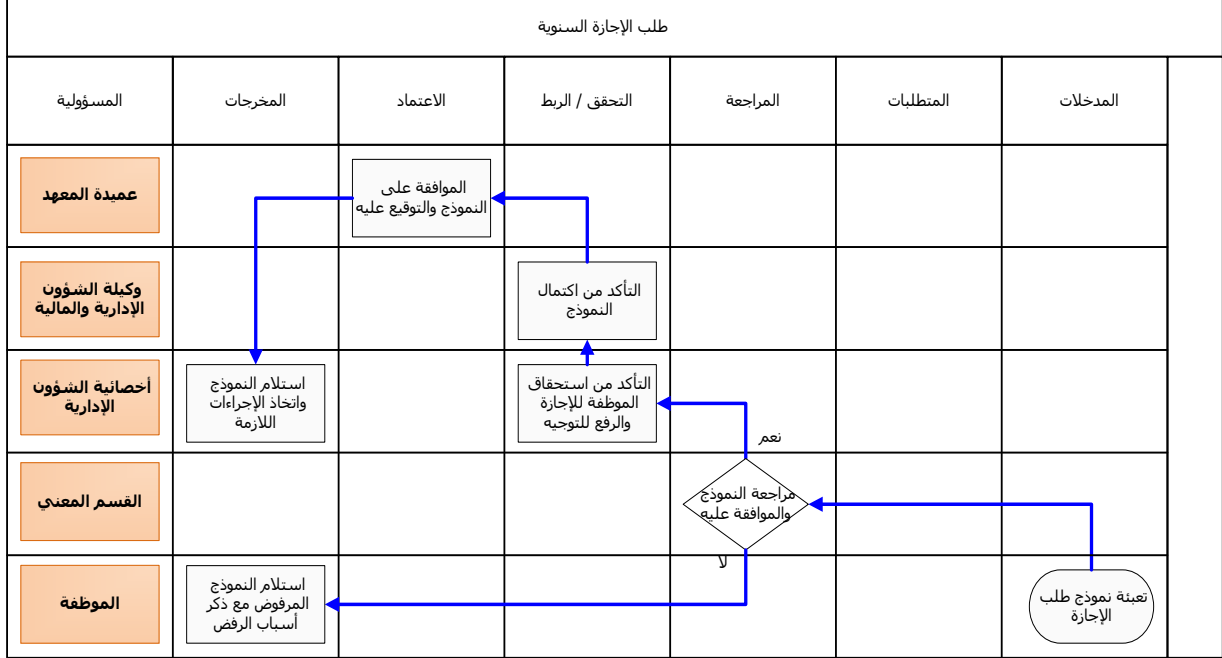 طلب الإجازة السنوية
المدخلات
المتطلبات
المراجعة
التحقق / الربط
الاعتماد
المخرجات
المسؤولية
الموافقة على
النموذج والتوقيع عليه
عميدة المعهد
التأكد من اكتمال
النموذج
وكيلة الشؤون
الإدارية والمالية
التأكد من استحقاق
الموظفة للإجازة
والرفع للتوجيه
استلام النموذج
واتخاذ الإجراءات
اللازمة
أخصائية الشؤون
الإدارية
نعم
مراجعة النموذج
والموافقة عليه
القسم المعني
لا
تعبئة نموذج طلب
الإجازة
استلام النموذج
المرفوض مع ذكر
أسباب الرفض
الموظفة